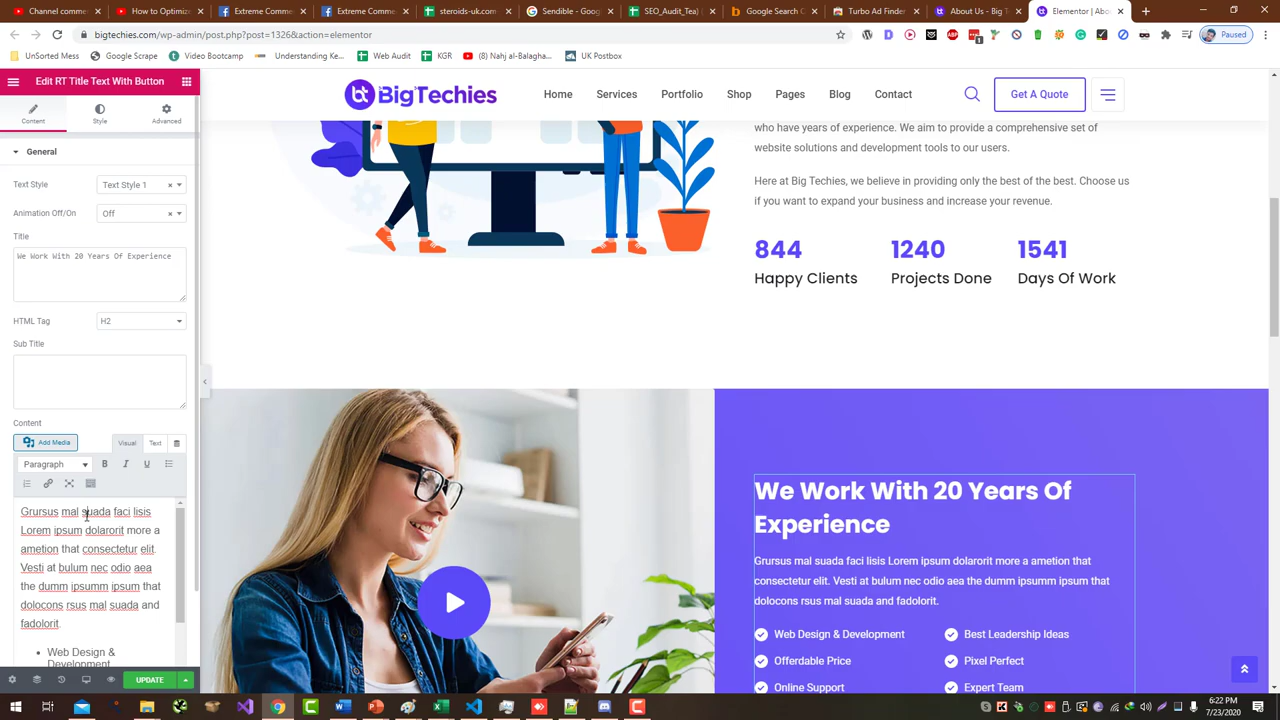 Current com
Extreme Comme
Extreme Comme
steroids-uk.com
Sendible - Google
SEO_Audit_Tea)
Google Search C
Turbo Ad Finder
About Us - Big T
Elementor | Abo
bigtechies.com/wp-admin/post.php?post=1326&action=elementor
Paused
UnSorted Mess
Google Scrape
Video Bootcamp
Understanding Ke...
Web Audit
KGR
(8) Nahj al-Balagha...
UK Postbox
Edit RT Title Text With Button
Content
Style
Advanced
General
Text Style
Text Style 1
Animation Off/On
Off
Title
We Work With 20 Years Of Experience
HTML Tag
H2
Sub Title
Content
Add Media
Visual
Text
Paragraph
B
I
U
Grursus mal suada faci lisis
Lorem ipsum dolarorit more a
ametion that consectetur elit.
Vesti at bulum nec odio aea
the dumm ipsumm ipsum that
dolocons rsus mal suada and
fadolorit.
Web Design &
Development
UPDATE
BigTechies
Home
Services
Portfolio
Shop
Pages
Blog
Contact
Get A Quote
who have years of experience. We aim to provide a comprehensive set of
website solutions and development tools to our users.
Here at Big Techies, we believe in providing only the best of the best. Choose us
if you want to expand your business and increase your revenue.
844
1240
1541
Happy Clients
Projects Done
Days Of Work
We Work With 20 Years Of
Experience
Grursus mal suada faci lisis Lorem ipsum dolarorit more a ametion that
consectetur elit. Vesti at bulum nec odio aea the dumm ipsumm ipsum that
dolocons rsus mal suada and fadolorit.
Web Design & Development
Best Leadership Ideas
Offerdable Price
Pixel Perfect
Online Support
Expert Team
6:22 PM
7/23/2020